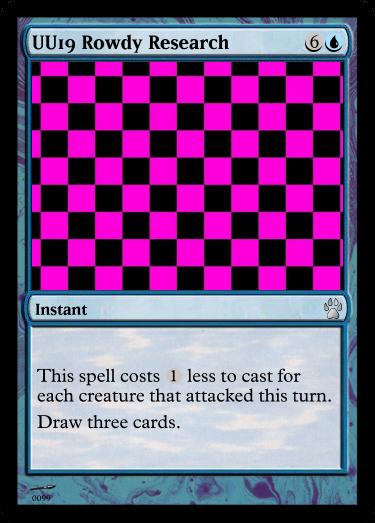 UU19 Rowdy Research 6
Instant
This spell costs 1 less to cast for
each creature that attacked this turn.
Draw three cards.
0099